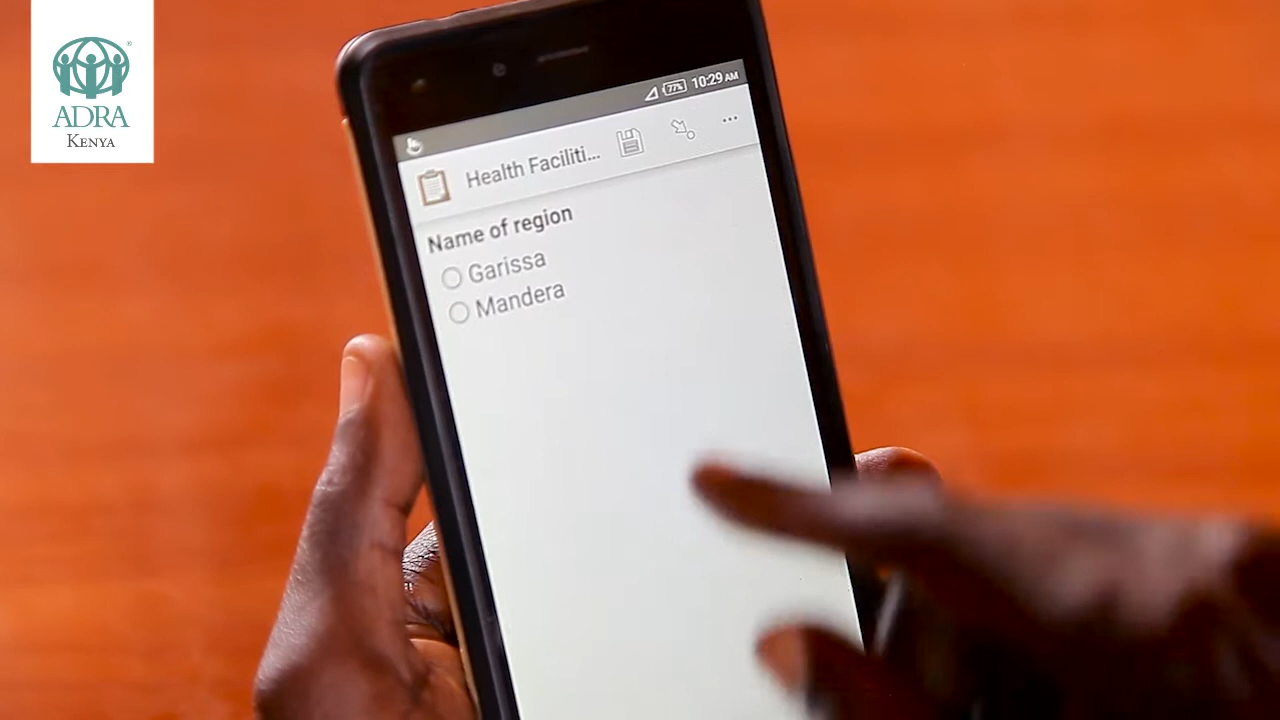 ADRA
KENYA
77% 10:29 AM
Health Faciliti...
Name of region
Garissa
Mandera